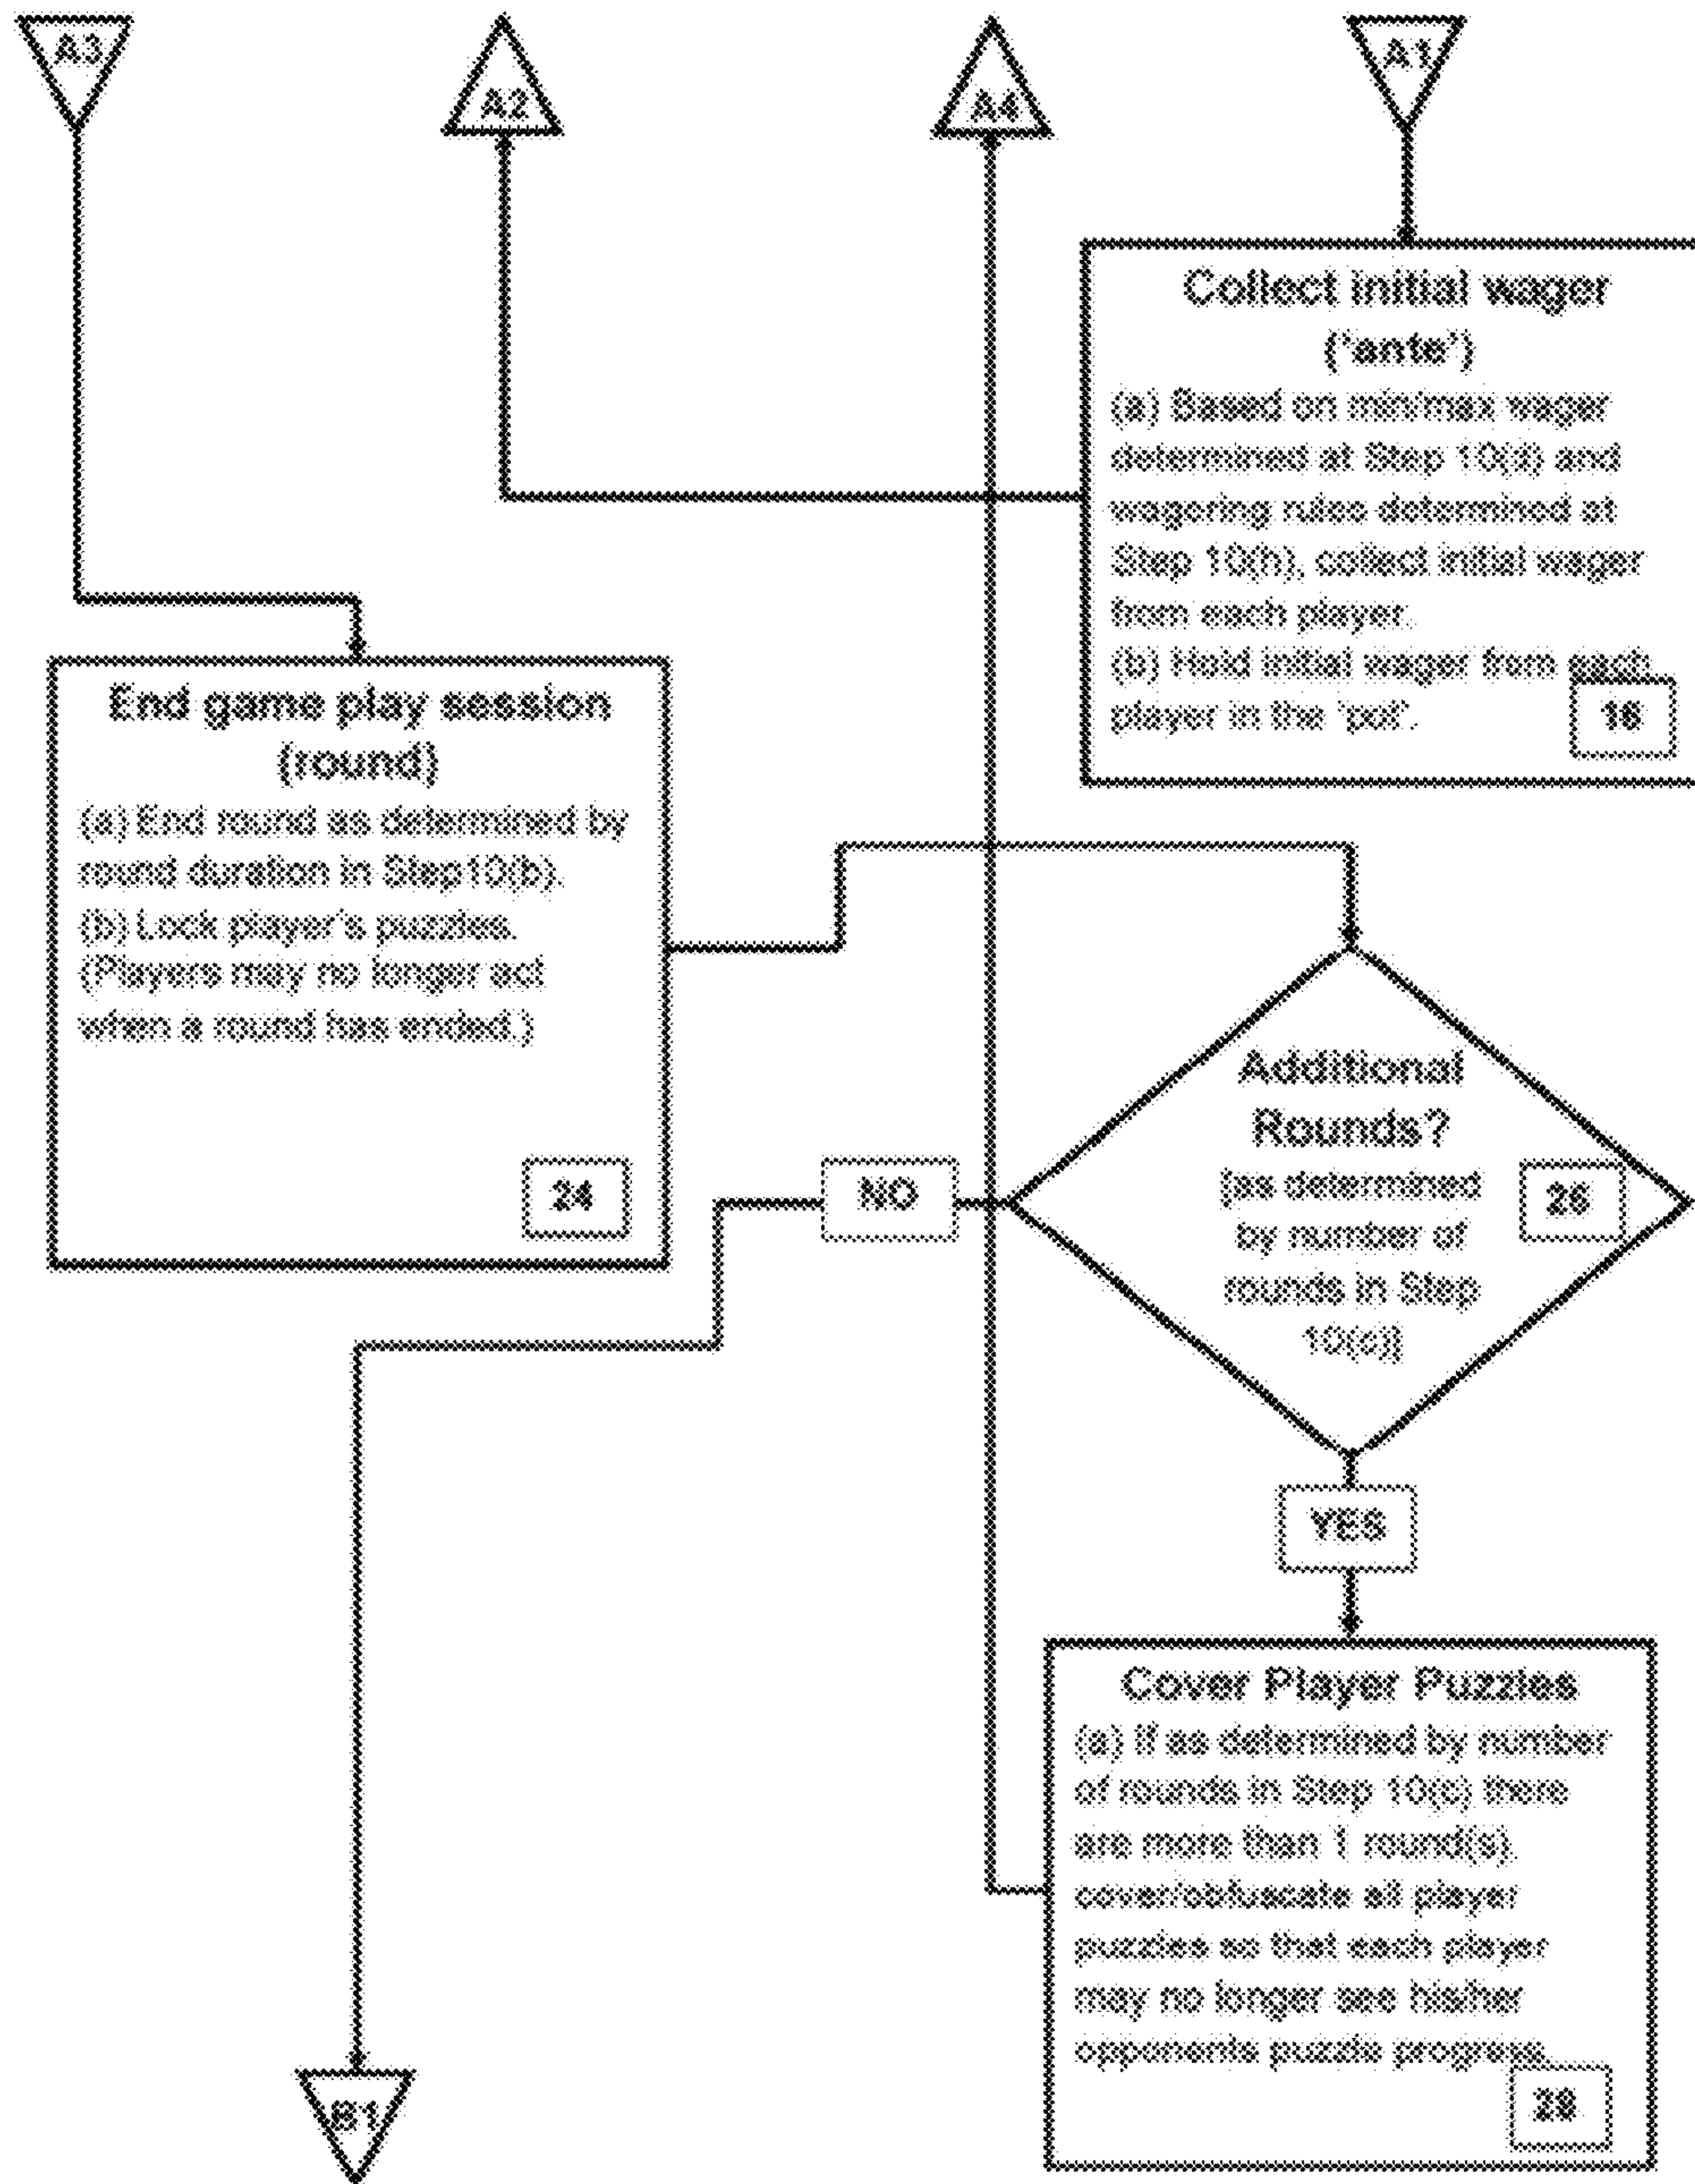 A3
A2
A4
A1
Collect initial wager
('ante')
(a) Based on min/max wager
determined at Step 10(d) and
wagering rules determined at
Step 10(h), collect initial wager
from each player.
(b) Hold initial wager from each
player in the 'pot'.
16
End game play session
(round)
(a) End round as determined by
round duration in Step10(b).
(b) Lock player's puzzles.
(Players may no longer act
when a round has ended.)
24
Additional
Rounds?
[as determined
by number of
rounds in Step
10(c)]
26
NO
YES
Cover Player Puzzles
(a) If as determined by number
of rounds in Step 10(c) there
are more than 1 round(s),
cover/obfuscate all player
puzzles so that each player
may no longer see his/her
opponents puzzle progress.
28
B1